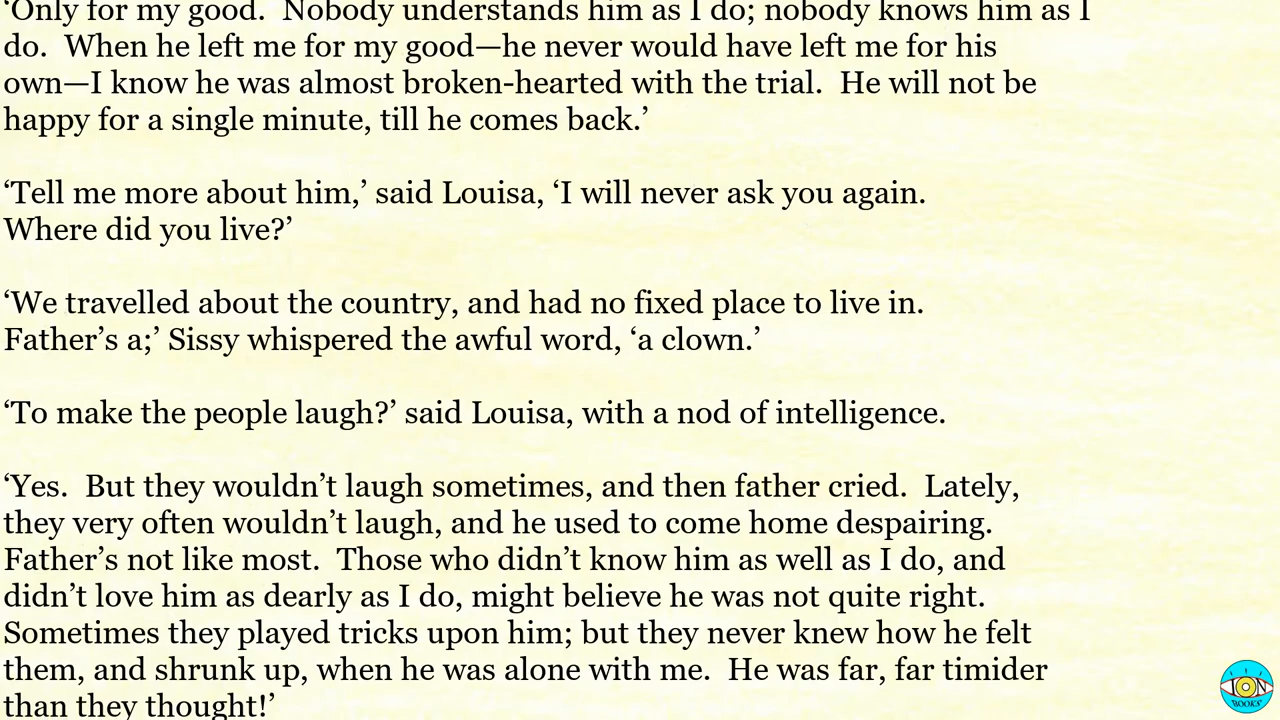 ‘Only for my good.  Nobody understands him as I do; nobody knows him as I
do.  When he left me for my good—he never would have left me for his
own—I know he was almost broken-hearted with the trial.  He will not be
happy for a single minute, till he comes back.’
‘Tell me more about him,’ said Louisa, ‘I will never ask you again.
Where did you live?’
‘We travelled about the country, and had no fixed place to live in.
Father’s a;’ Sissy whispered the awful word, ‘a clown.’
‘To make the people laugh?’ said Louisa, with a nod of intelligence.
‘Yes.  But they wouldn’t laugh sometimes, and then father cried.  Lately,
they very often wouldn’t laugh, and he used to come home despairing.
Father’s not like most.  Those who didn’t know him as well as I do, and
didn’t love him as dearly as I do, might believe he was not quite right.
Sometimes they played tricks upon him; but they never knew how he felt
them, and shrunk up, when he was alone with me.  He was far, far timider
than they thought!’
ION
BOOKS